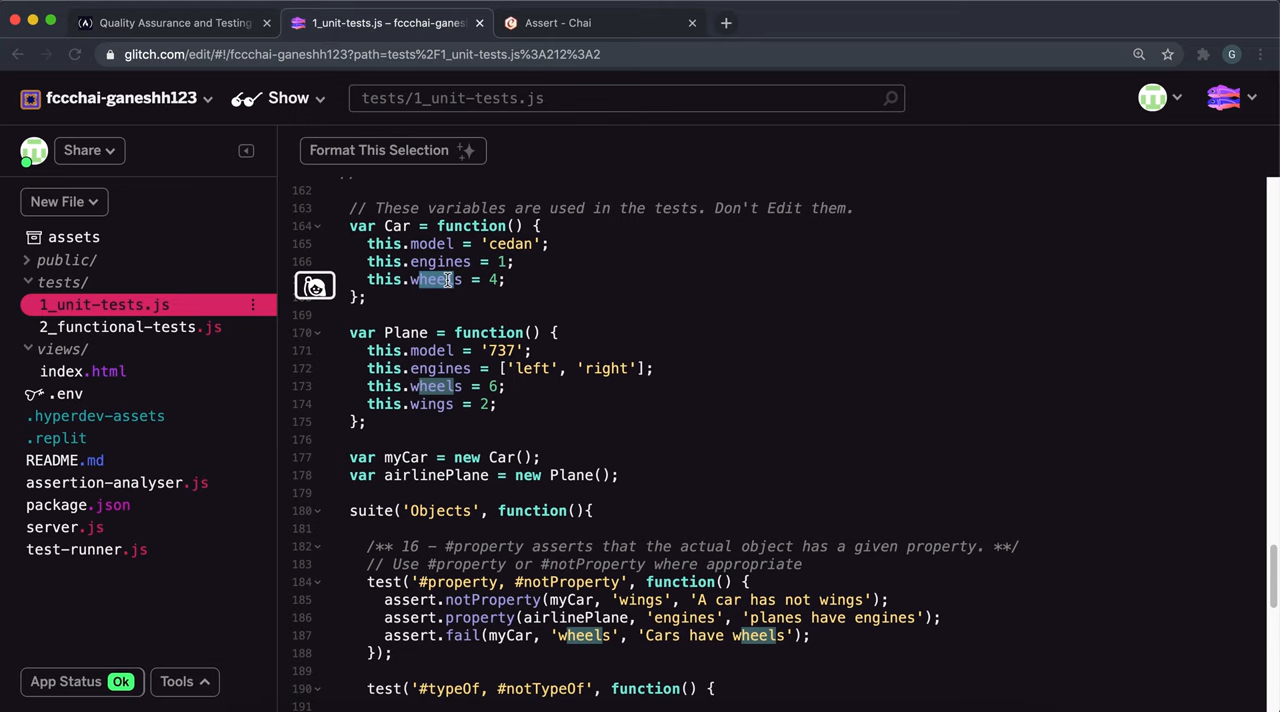 Quality Assurance and Testing
1_unit-tests.js – fccchai-ganesh
Assert - Chai
glitch.com/edit/#!/fccchai-ganeshh123?path=tests%2F1_unit-tests.js%3A212%3A2
G
fccchai-ganeshh123
Show
tests/1_unit-tests.js
Share
Format This Selection
New File
assets
public/
tests/
1_unit-tests.js
2_functional-tests.js
views/
index.html
.env
.hyperdev-assets
.replit
README.md
assertion-analyser.js
package.json
server.js
test-runner.js
App Status Ok
Tools
162
163 // These variables are used in the tests. Don't Edit them.
164 var Car = function() {
165 this.model = 'cedan';
166 this.engines = 1;
this.wheels = 4;
};
169
170 var Plane = function() {
171 this.model = '737';
172 this.engines = ['left', 'right'];
173 this.wheels = 6;
174 this.wings = 2;
175 };
176
177 var myCar = new Car();
178 var airlinePlane = new Plane();
179
180 suite('Objects', function(){
181
182 /** 16 - #property asserts that the actual object has a given property. **/
183 // Use #property or #notProperty where appropriate
184 test('#property, #notProperty', function() {
185 assert.notProperty(myCar, 'wings', 'A car has not wings');
186 assert.property(airlinePlane, 'engines', 'planes have engines');
187 assert.fail(myCar, 'wheels', 'Cars have wheels');
188 });
189
190 test('#typeOf, #notTypeOf', function() {
191